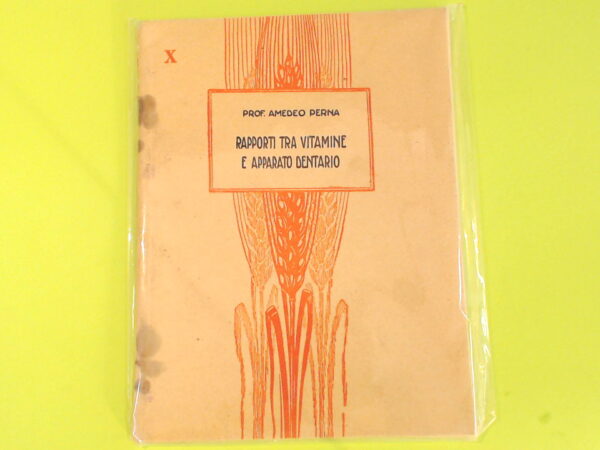 X
PROF. AMEDEO PERNA
RAPPORTI TRA VITAMINE
E APPARATO DENTARIO